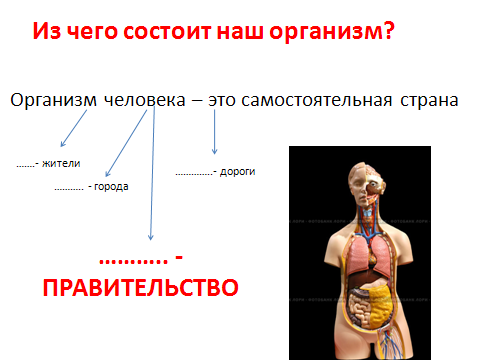 Из чего состоит наш организм?
Организм человека – это самостоятельная страна
.......- жители
........... - города
..............- дороги
........... -
ПРАВИТЕЛЬСТВО